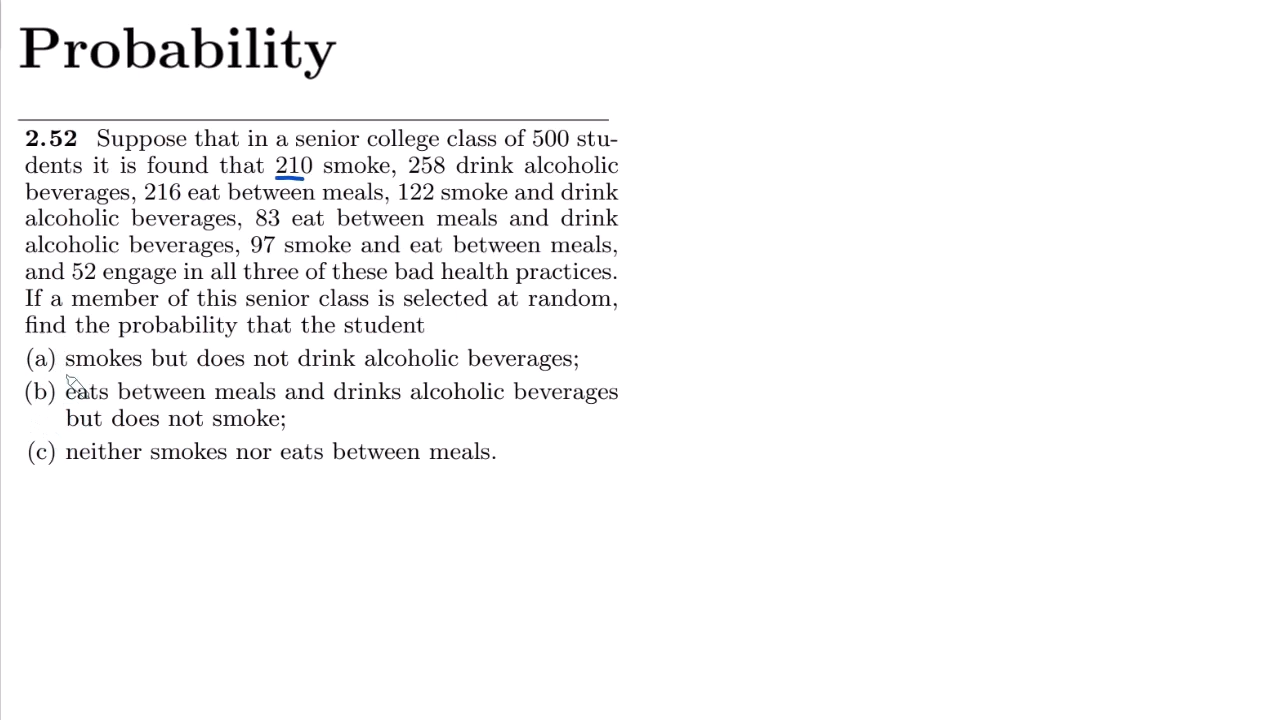 Probability
2.52 Suppose that in a senior college class of 500 stu-
dents it is found that 210 smoke, 258 drink alcoholic
beverages, 216 eat between meals, 122 smoke and drink
alcoholic beverages, 83 eat between meals and drink
alcoholic beverages, 97 smoke and eat between meals,
and 52 engage in all three of these bad health practices.
If a member of this senior class is selected at random,
find the probability that the student
(a) smokes but does not drink alcoholic beverages;
(b) eats between meals and drinks alcoholic beverages
but does not smoke;
(c) neither smokes nor eats between meals.